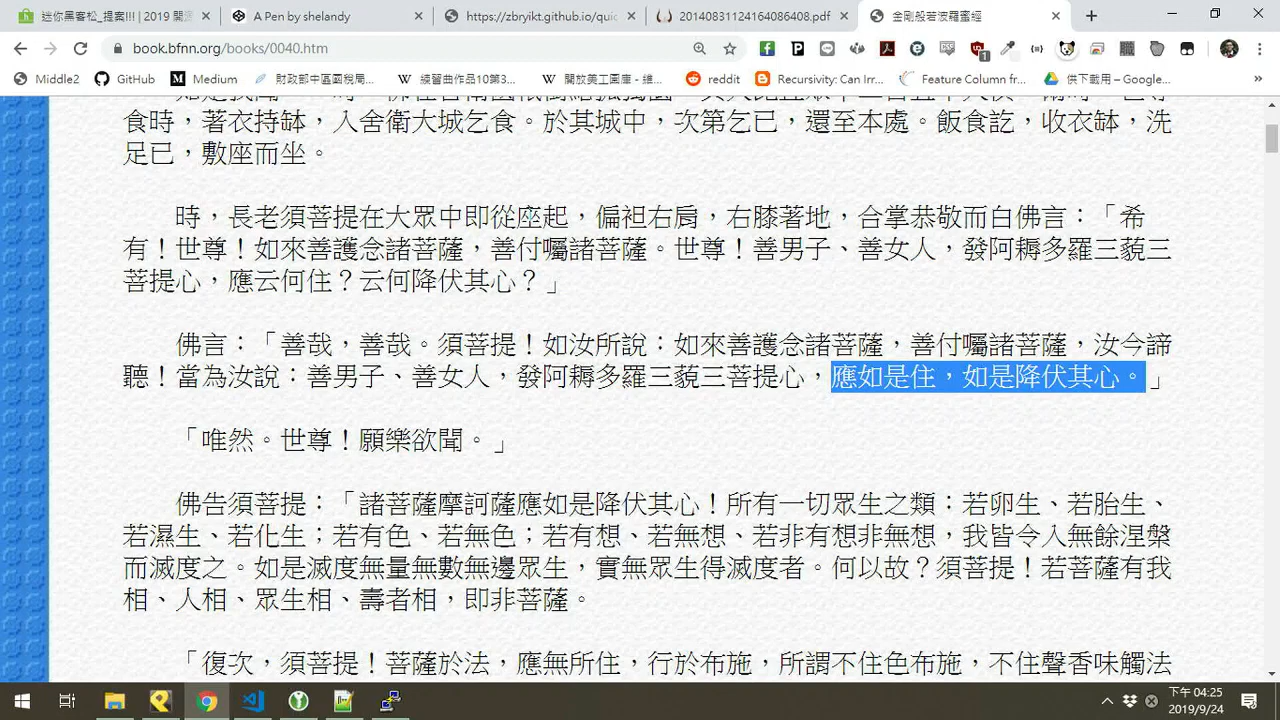 迷你黑客松_提案!!! | 2019 開源
A Pen by shelandy
https://zbryikt.github.io/quic
20140811241640​86408.pdf
金剛般若波羅蜜經
book.bfnn.org/books/0040.htm
Middle2
GitHub
Medium
財政部中區國稅局...
練習曲作品10第3...
開放美工圖庫 - 維...
reddit
Recursivity: Can Irr...
Feature Column fr...
供下載用 – Google...
食時，著衣持缽，入舍衛大城乞食。於其城中，次第乞已，還至本處。飯食訖，收衣缽，洗
足已，敷座而坐。
時，長老須菩提在大眾中即從座起，偏袒右肩，右膝著地，合掌恭敬而白佛言：「希
有！世尊！如來善護念諸菩薩，善付囑諸菩薩。世尊！善男子、善女人，發阿耨多羅三藐三
菩提心，應云何住？云何降伏其心？」
佛言：「善哉，善哉。須菩提！如汝所說：如來善護念諸菩薩，善付囑諸菩薩，汝今諦
聽！當為汝說：善男子、善女人，發阿耨多羅三藐三菩提心，應如是住，如是降伏其心。」
「唯然。世尊！願樂欲聞。」
佛告須菩提：「諸菩薩摩訶薩應如是降伏其心！所有一切眾生之類：若卵生、若胎生、
若濕生、若化生；若有色、若無色；若有想、若無想、若非有想非無想，我皆令入無餘涅槃
而滅度之。如是滅度無量無數無邊眾生，實無眾生得滅度者。何以故？須菩提！若菩薩有我
相、人相、眾生相、壽者相，即非菩薩。
「復次，須菩提！菩薩於法，應無所住，行於布施，所謂不住色布施，不住聲香味觸法
下午 04:25
2019/9/24